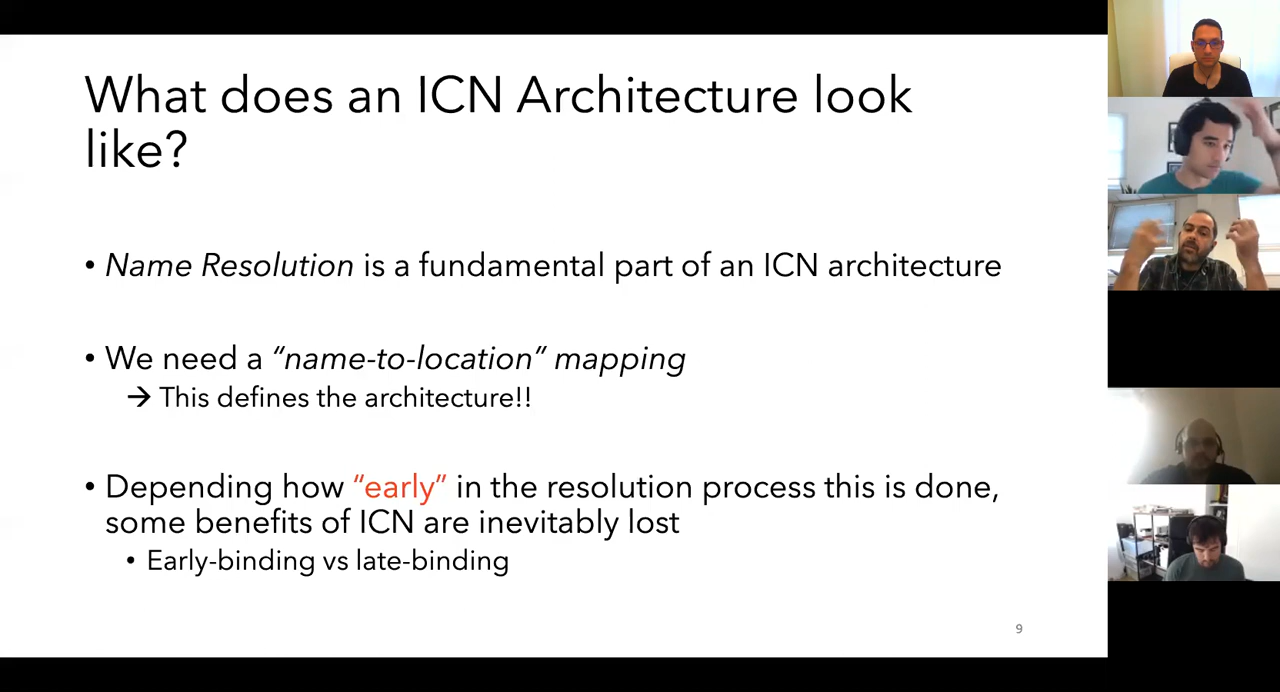 What does an ICN Architecture look
like?
• Name Resolution is a fundamental part of an ICN architecture
• We need a “name-to-location” mapping
→ This defines the architecture!!
• Depending how “early” in the resolution process this is done,
some benefits of ICN are inevitably lost
• Early-binding vs late-binding
9